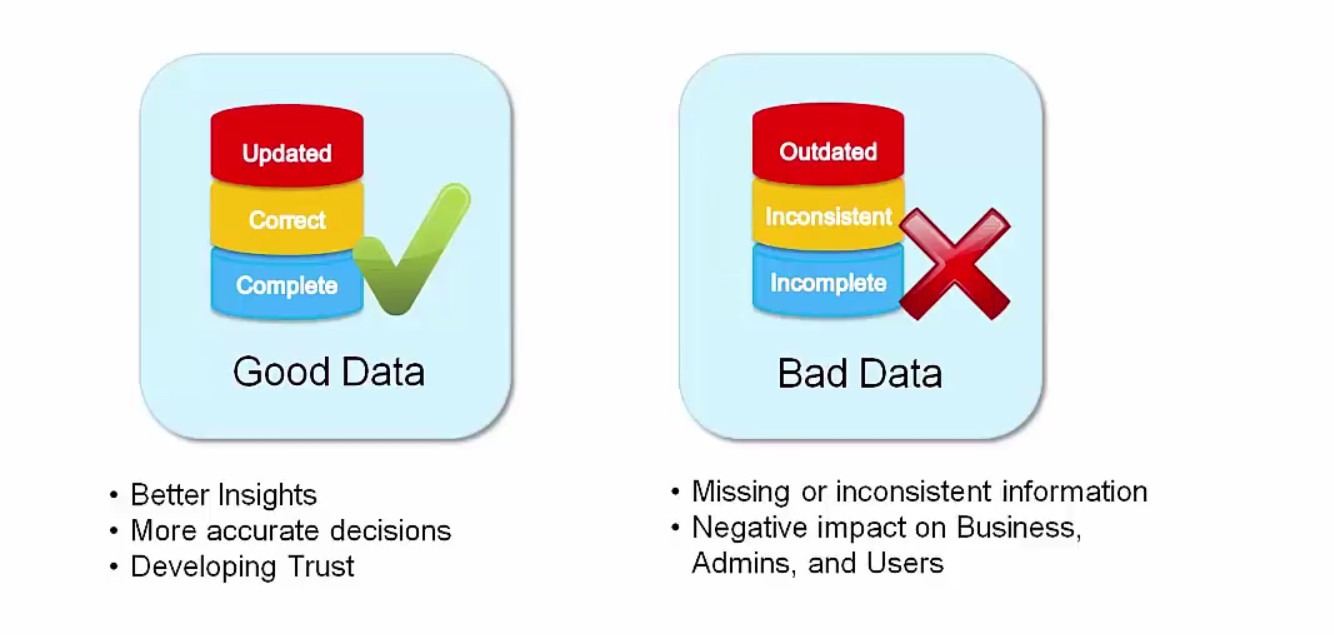 Updated
Correct
Complete
Good Data
• Better Insights
• More accurate decisions
• Developing Trust
Outdated
Inconsistent
Incomplete
Bad Data
• Missing or inconsistent information
• Negative impact on Business,
Admins, and Users